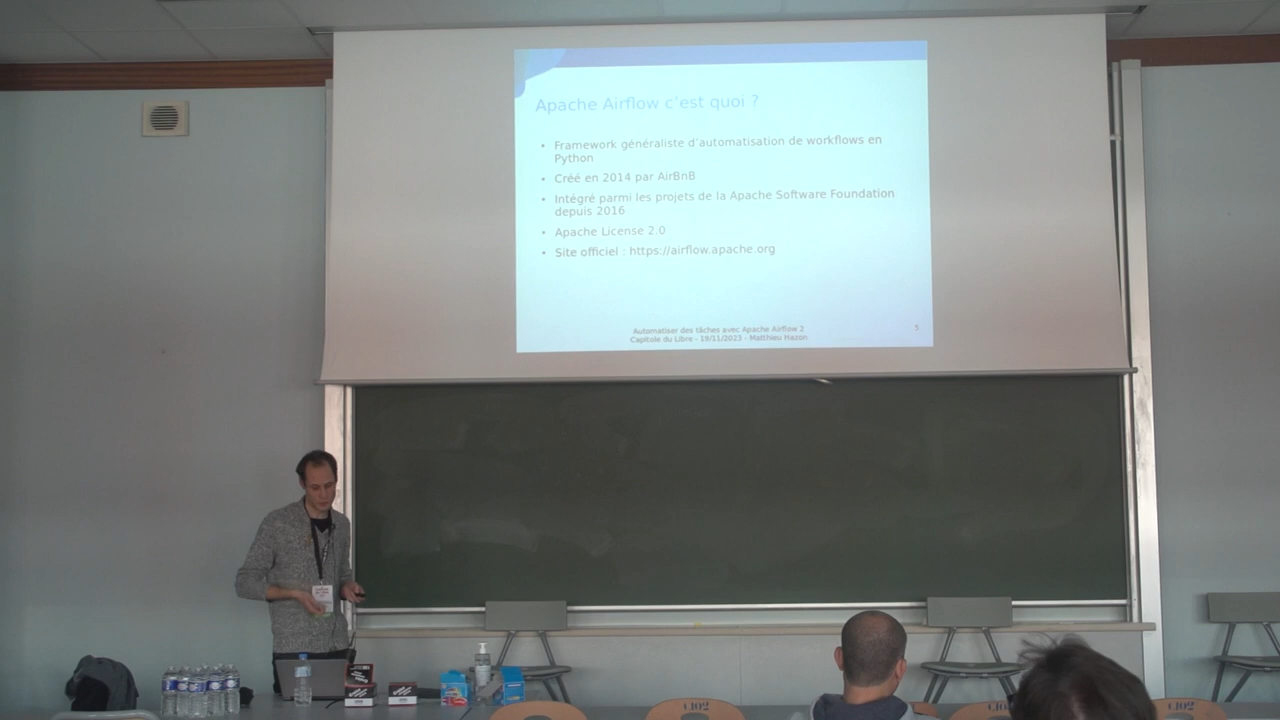 Apache Airflow c'est quoi ?
• Framework généraliste d'automatisation de workflows en
Python
• Créé en 2014 par AirBnB
• Intégré parmi les projets de la Apache Software Foundation
depuis 2016
• Apache License 2.0
• Site officiel : https://airflow.apache.org
Automatiser des tâches avec Apache Airflow 2
Capitole du Libre - 19/11/2023 - Matthieu Hazon
5
C102